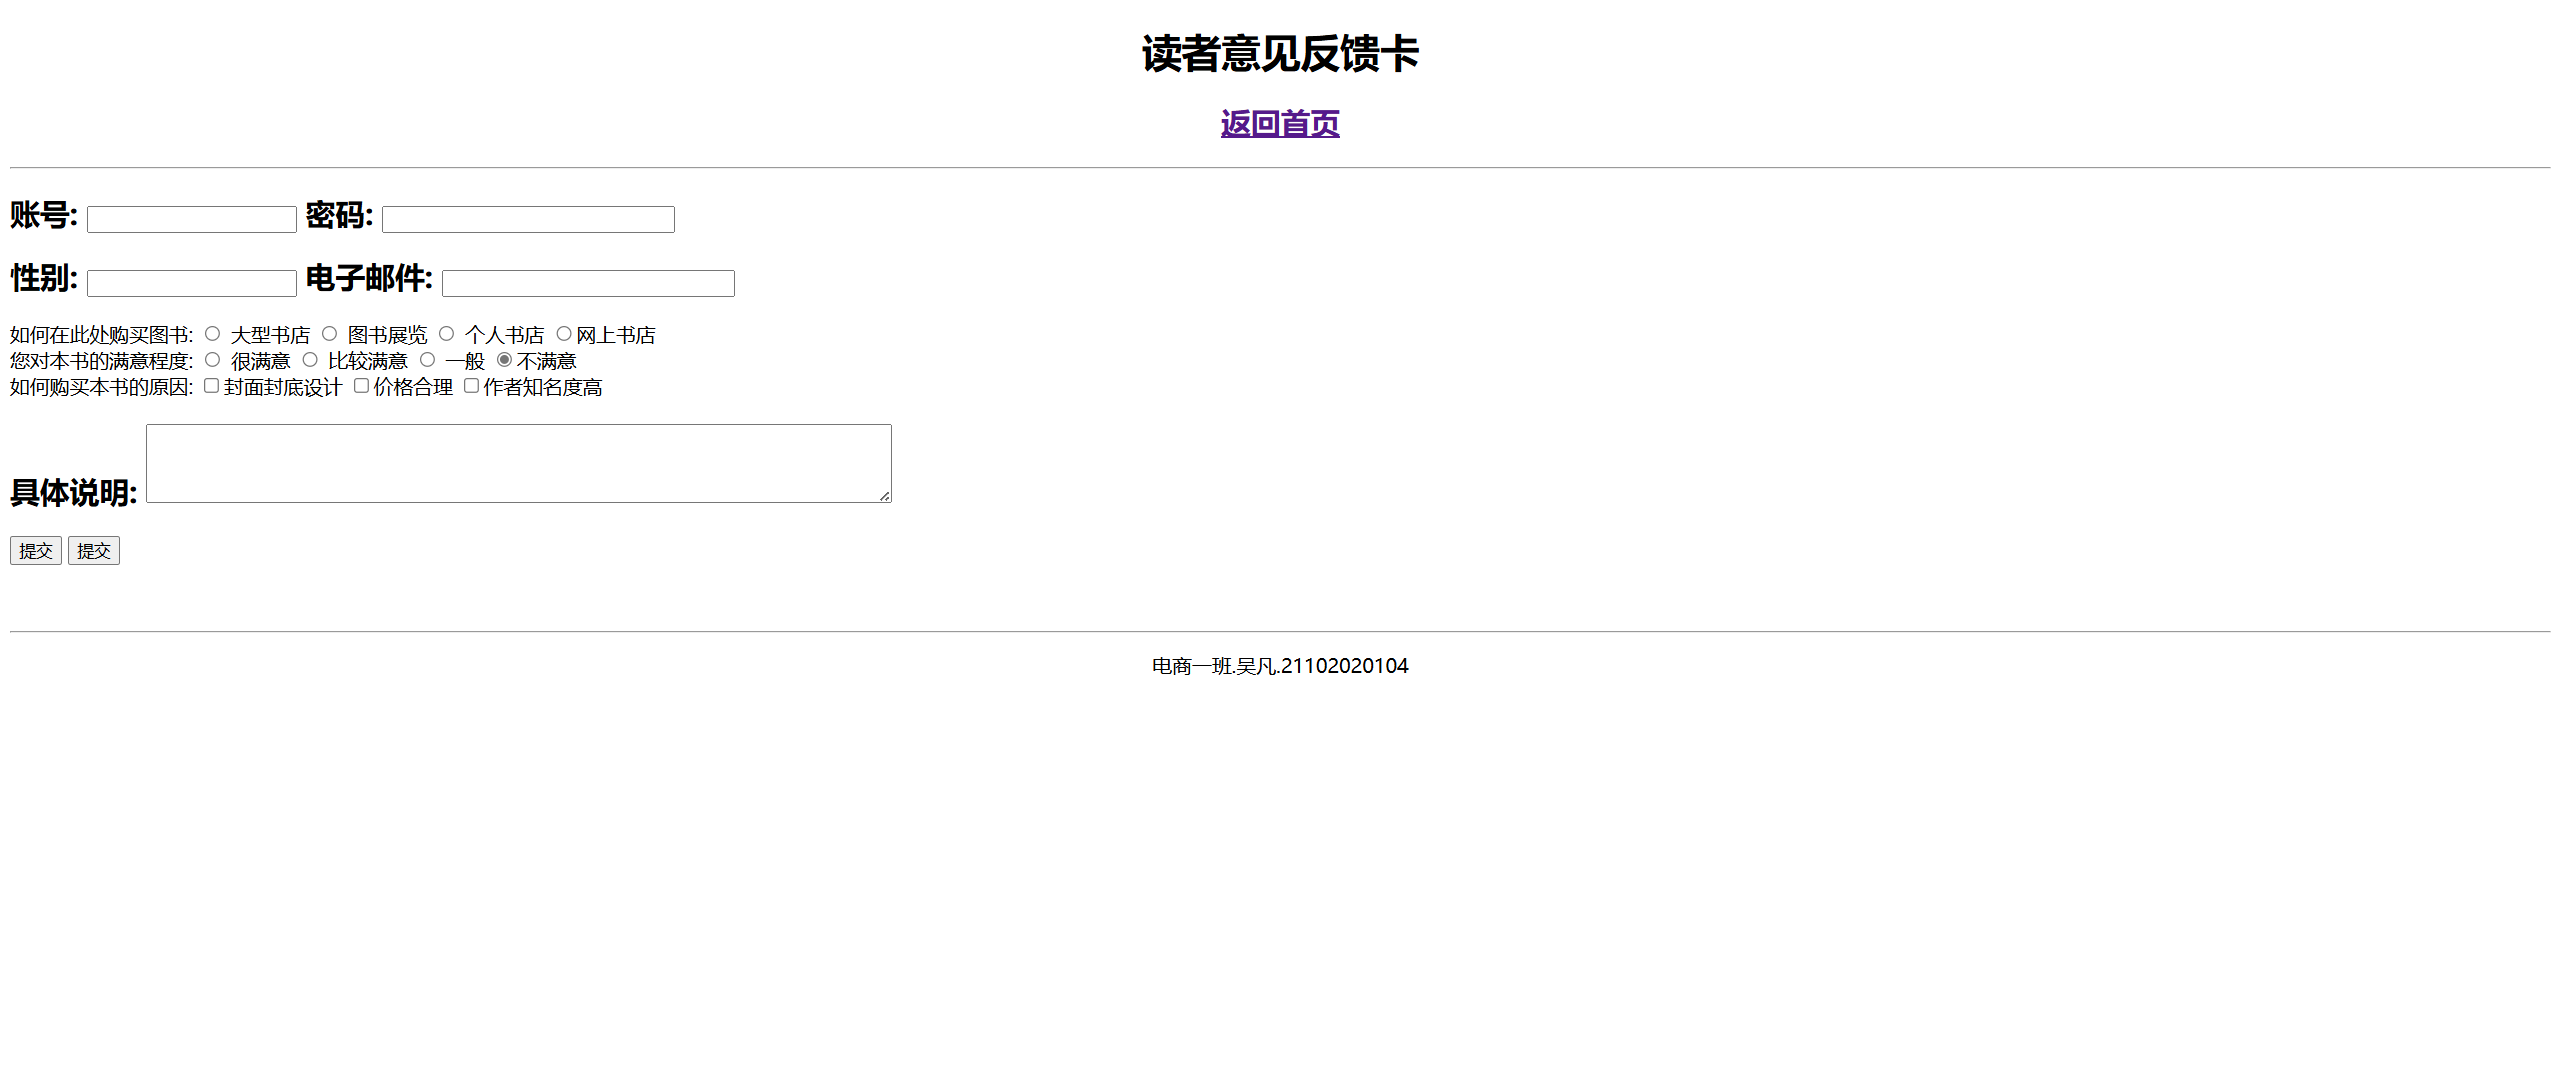 读者意见反馈卡
返回首页
账号: 密码:
性别: 电子邮件:
如何在此处购买图书: 大型书店 图书展览 个人书店 网上书店
您对本书的满意程度: 很满意 比较满意 一般 不满意
如何购买本书的原因: 封面封底设计 价格合理 作者知名度高
具体说明:
提交 提交
电商一班.吴凡.21102020104